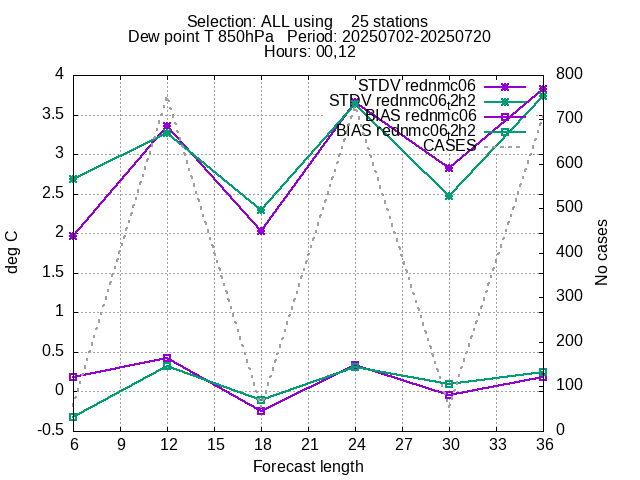 Selection: ALL using 25 stations
Dew point T 850hPa Period: 20250702-20250720
Hours: 00,12
STDV rednmc06
STDV rednmc06,2h2
BIAS rednmc06
BIAS rednmc06,2h2
CASES
4
3.5
3
2.5
2
1.5
1
0.5
0
-0.5
deg C
800
700
600
500
400
300
200
100
0
No cases
6 9 12 15 18 21 24 27 30 33 36
Forecast length